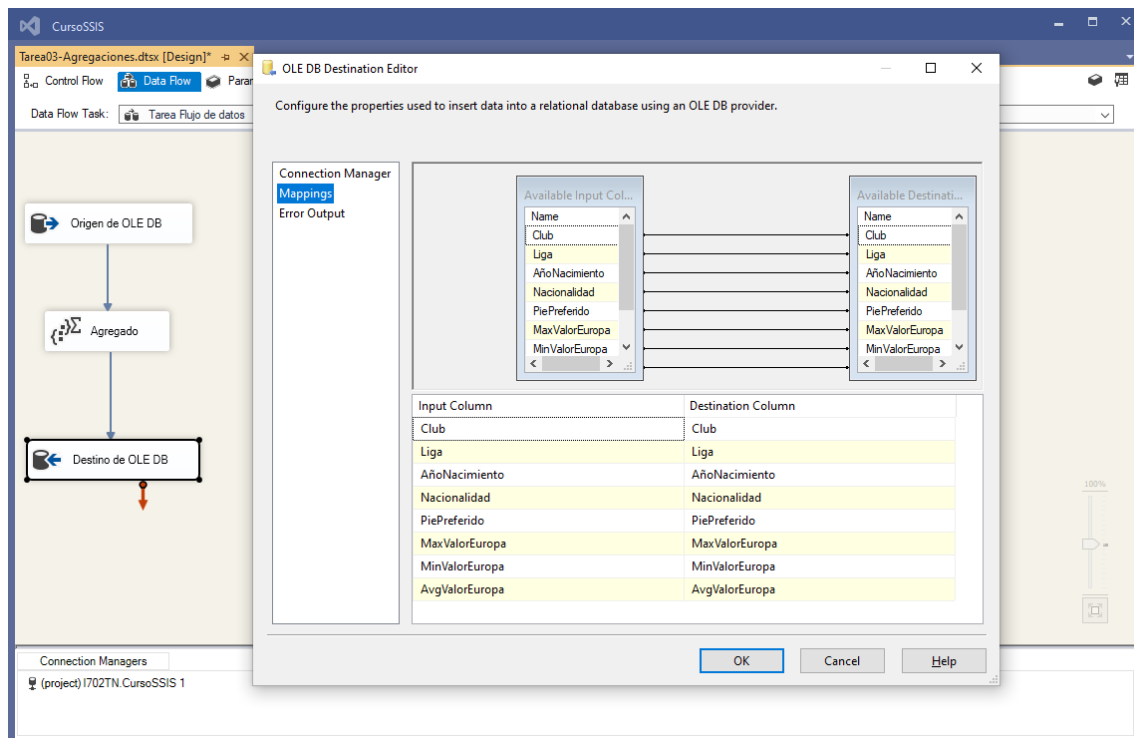 CursoSSIS
Tarea03-Agregaciones.dtsx [Design]*
Control Flow
Data Flow
Paran
Data Flow Task:
Tarea Flujo de datos
Origen de OLE DB
Agregado
Destino de OLE DB
100%
Connection Managers
(project) I702TN.CursoSSIS 1
OLE DB Destination Editor
Configure the properties used to insert data into a relational database using an OLE DB provider.
Connection Manager
Mappings
Error Output
Available Input Col...
Name
Club
Liga
AñoNacimiento
Nacionalidad
PiePreferido
MaxValorEuropa
MinValorEuropa
Available Destinati...
Name
Club
Liga
AñoNacimiento
Nacionalidad
PiePreferido
MaxValorEuropa
MinValorEuropa
Input Column Destination Column
Club Club
Liga Liga
AñoNacimiento AñoNacimiento
Nacionalidad Nacionalidad
PiePreferido PiePreferido
MaxValorEuropa MaxValorEuropa
MinValorEuropa MinValorEuropa
AvgValorEuropa AvgValorEuropa
OK
Cancel
Help